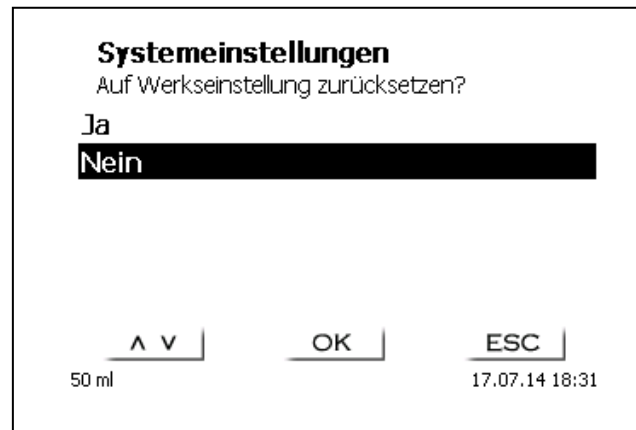 Systemeinstellungen
Auf Werkseinstellung zurücksetzen?
Ja
Nein
∧ ∨ OK ESC
50 ml 17.07.14 18:31